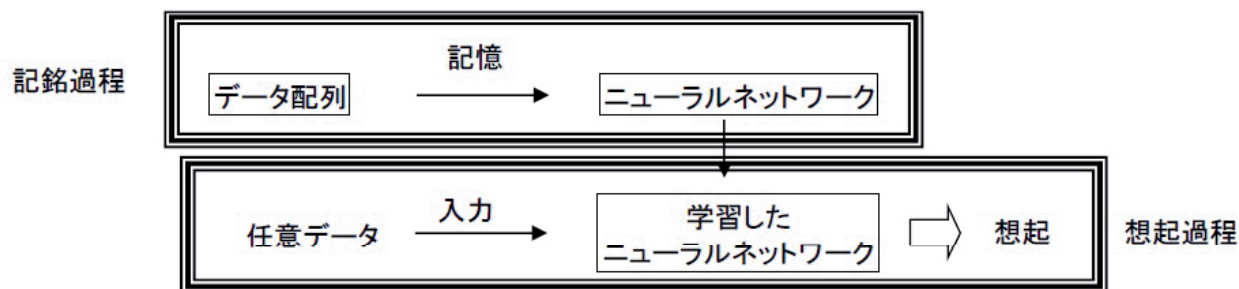 記銘過程
記憶
データ配列
ニューラルネットワーク
入力
任意データ
学習した
ニューラルネットワーク
想起
想起過程